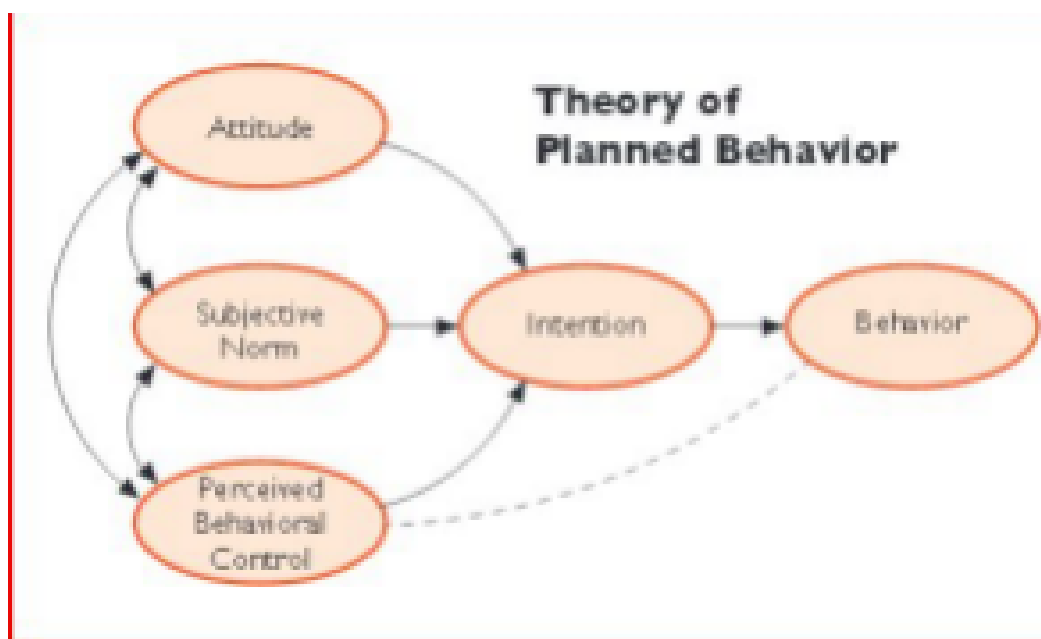 Theory of
Planned Behavior
Attitude
Subjective
Norm
Intention
Behavior
Perceived
Behavioral
Control